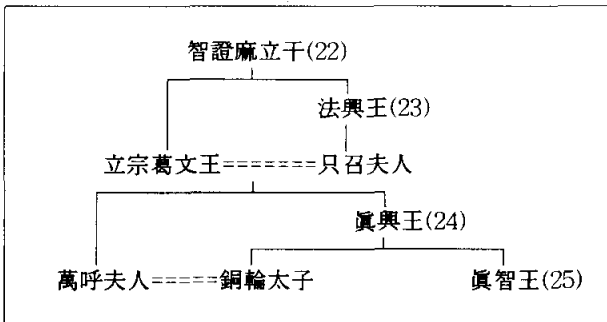 智證麻立干(22)
法興王(23)
立宗葛文王=======只召夫人
眞興王(24)
萬呼夫人=====銅輪太子 眞智王(25)